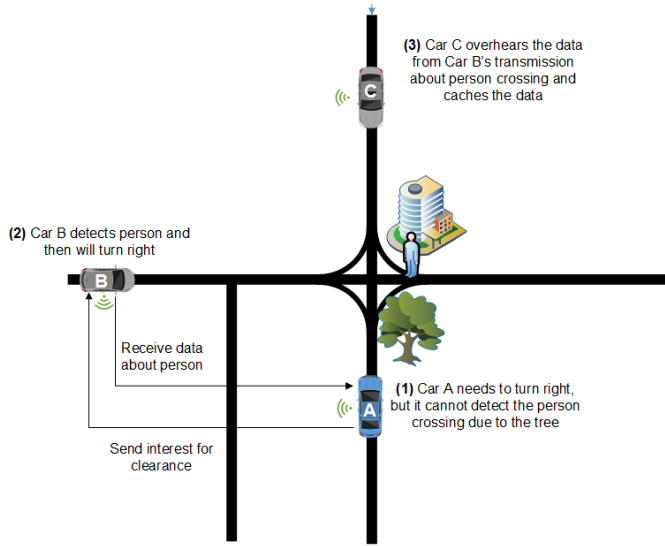 (3) Car C overhears the data
from Car B's transmission
about person crossing and
caches the data
C
(2) Car B detects person and
then will turn right
B
Receive data
about person
A
(1) Car A needs to turn right,
but it cannot detect the person
crossing due to the tree
Send interest for
clearance